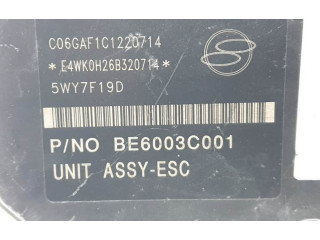 C06GAF1C1220714
*E4WK0H26B320714*
5WY7F19D
P/NO BE6003C001
UNIT ASSY-ESC